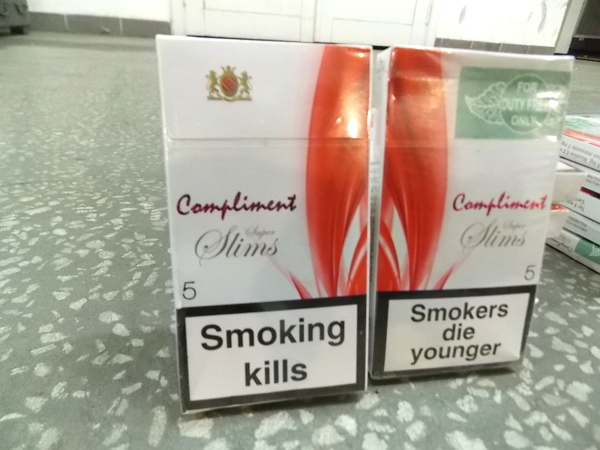 Compliment
Super
Slims
5
Smoking
kills
FOR
DUTY FREE
ONLY
Compliment
Super
Slims
5
Smokers
die
younger